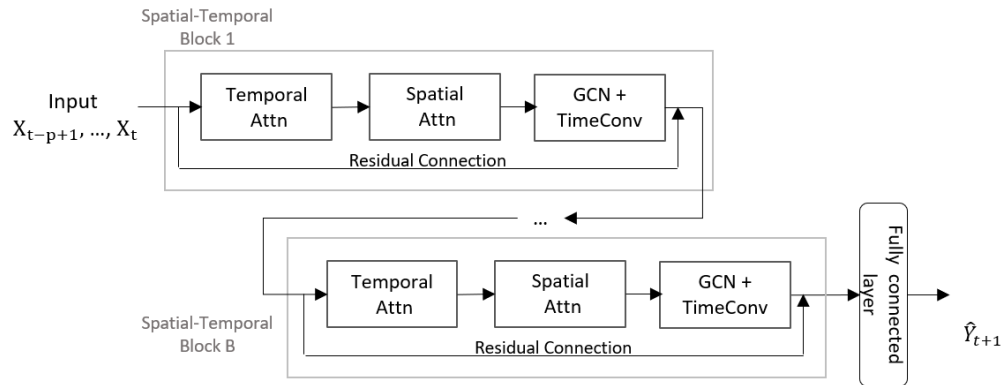 Spatial-Temporal
Block 1
Input
X_{t-p+1}, ..., X_t
Temporal
Attn
Spatial
Attn
GCN +
TimeConv
Residual Connection
...
Temporal
Attn
Spatial
Attn
GCN +
TimeConv
Residual Connection
Spatial-Temporal
Block B
Fully connected
layer
Ŷ_{t+1}